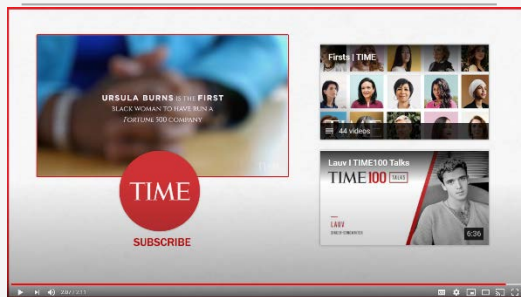 URSULA BURNS IS THE FIRST
BLACK WOMAN TO HAVE RUN A
FORTUNE 500 COMPANY
TIME
SUBSCRIBE
Firsts | TIME
44 videos
Lauv I TIME100 Talks
TIME100 TALKS
LAUV
6:36